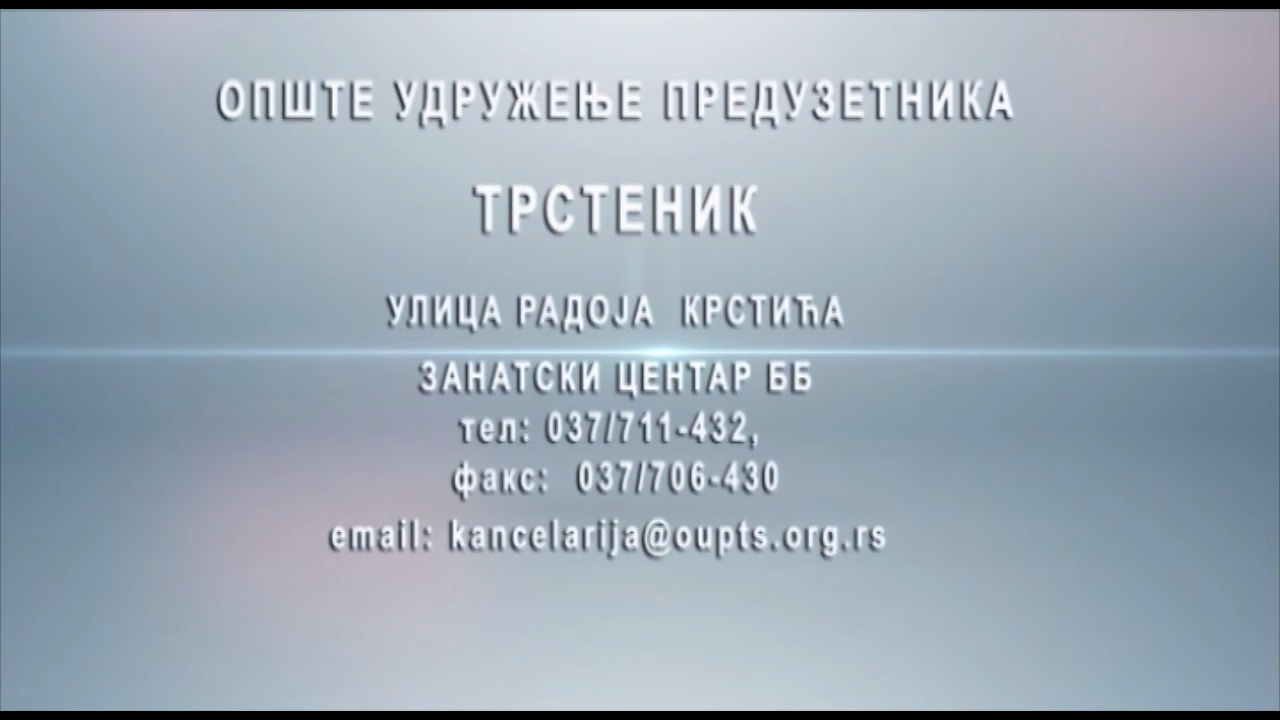 ОПШТЕ УДРУЖЕЊЕ ПРЕДУЗЕТНИКА
ТРСТЕНИК
УЛИЦА РАДОЈА КРСТИЋА
ЗАНАТСКИ ЦЕНТАР ББ
тел: 037/711-432,
факс: 037/706-430
email: kancelarija@oupts.org.rs